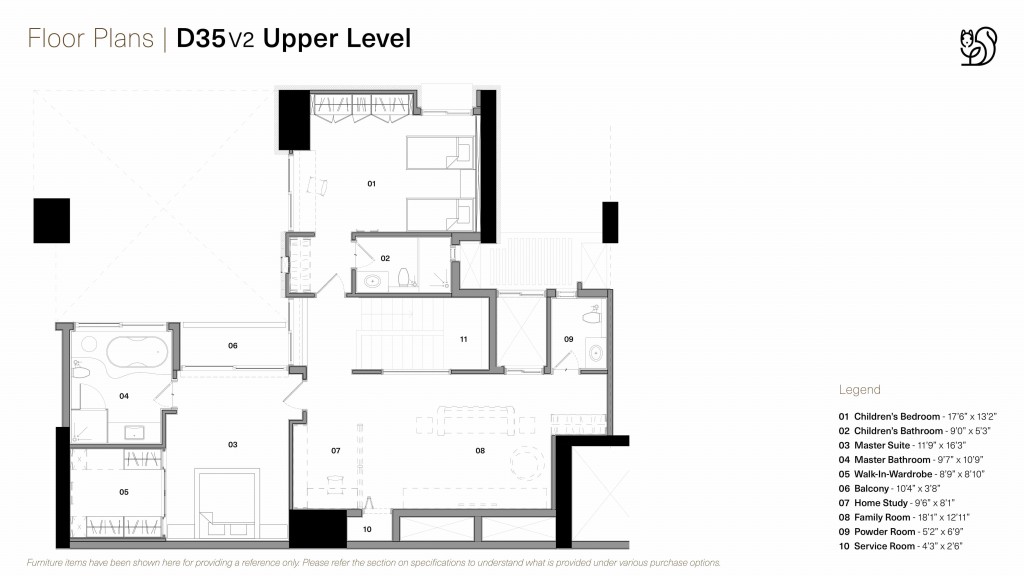 Floor Plans | D35 V2 Upper Level
01
02
11
09
06
04
03
07
08
05
10
Legend
01 Children's Bedroom - 17'6" x 13'2"
02 Children's Bathroom - 9'0" x 5'3"
03 Master Suite - 11'9" x 16'3"
04 Master Bathroom - 9'7" x 10'9"
05 Walk-In-Wardrobe - 8'9" x 8'10"
06 Balcony - 10'4" x 3'8"
07 Home Study - 9'6" x 8'1"
08 Family Room - 18'1" x 12'11"
09 Powder Room - 5'2" x 6'9"
10 Service Room - 4'3" x 2'6"
Furniture items have been shown here for providing a reference only. Please refer the section on specifications to understand what is provided under various purchase options.